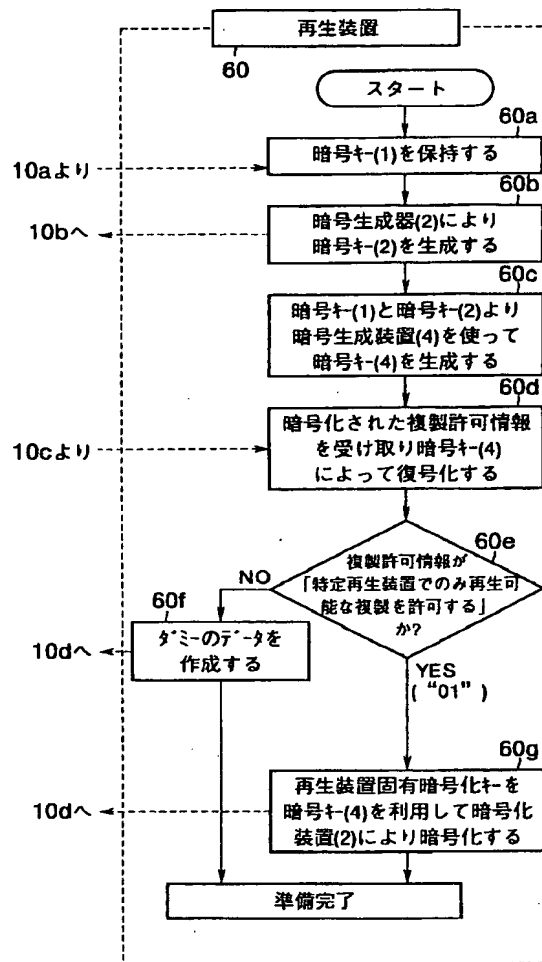 再生装置
60
スタート
60a
暗号ｷｰ(1)を保持する
10aより
60b
暗号生成器(2)により
暗号ｷｰ(2)を生成する
10bへ
60c
暗号ｷｰ(1)と暗号ｷｰ(2)より
暗号生成装置(4)を使って
暗号ｷｰ(4)を生成する
60d
暗号化された複製許可情報
を受け取り暗号ｷｰ(4)
によって復号化する
10cより
60e
複製許可情報が
「特定再生装置でのみ再生可
能な複製を許可する」
か?
NO
60f
ﾀﾞﾐｰのﾃﾞｰﾀを
作成する
10dへ
YES
( “01” )
60g
再生装置固有暗号化ｷｰを
暗号ｷｰ(4)を利用して暗号化
装置(2)により暗号化する
10dへ
準備完了